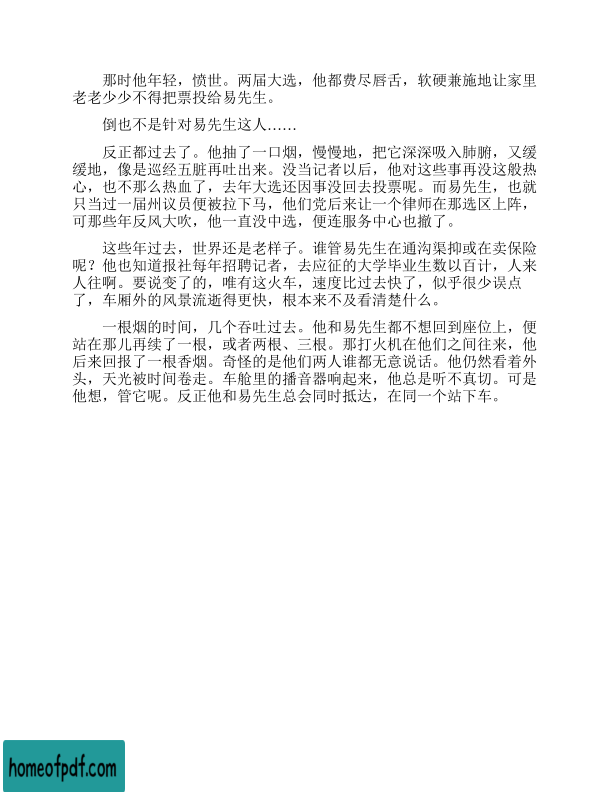 那时他年轻，愤世。两届大选，他都费尽唇舌，软硬兼施地让家里
老老少少不得把票投给易先生。
倒也不是针对易先生这人……
反正都过去了。他抽了一口烟，慢慢地，把它深深吸入肺腑，又缓
缓地，像是巡经五脏再吐出来。没当记者以后，他对这些事再没这般热
心，也不那么热血了，去年大选还因事没回去投票呢。而易先生，也就
只当过一届州议员便被拉下马，他们党后来让一个律师在那选区上阵，
可那些年反风大吹，他一直没中选，便连服务中心也撤了。
这些年过去，世界还是老样子。谁管易先生在通沟渠抑或在卖保险
呢？他也知道报社每年招聘记者，去应征的大学毕业生数以百计，人来
人往啊。要说变了的，唯有这火车，速度比过去快了，似乎很少误点
了，车厢外的风景流逝得更快，根本来不及看清楚什么。
一根烟的时间，几个吞吐过去。他和易先生都不想回到座位上，便
站在那儿再续了一根，或者两根、三根。那打火机在他们之间往来，他
后来回报了一根香烟。奇怪的是他们两人谁都无意说话。他仍然看着外
头，天光被时间卷走。车舱里的播音器响起来，他总是听不真切。可是
他想，管它呢。反正他和易先生总会同时抵达，在同一个站下车。
homeofpdf.com